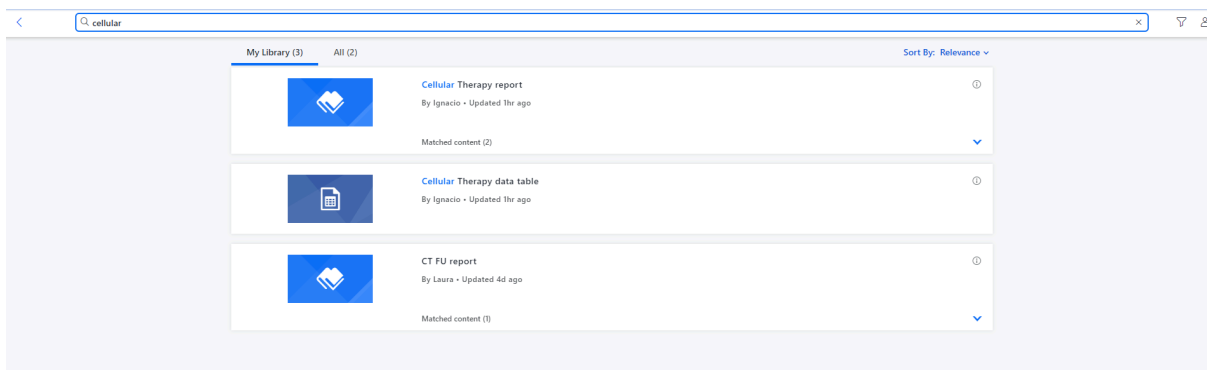 cellular
My Library (3) All (2) Sort By: Relevance
Cellular Therapy report
By Ignacio • Updated 1hr ago
Matched content (2)
Cellular Therapy data table
By Ignacio • Updated 1hr ago
CT FU report
By Laura • Updated 4d ago
Matched content (1)